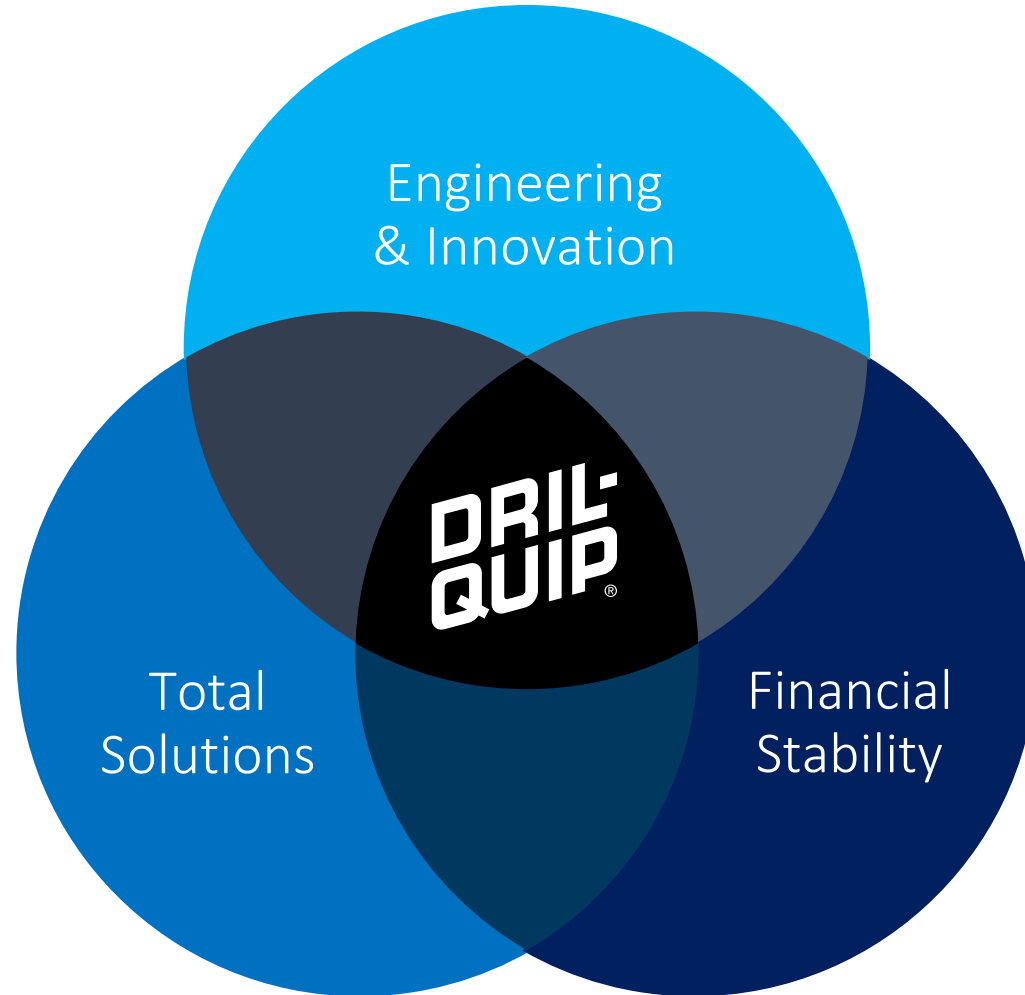 Engineering
& Innovation
DRIL-
QUIP®
Total
Solutions
Financial
Stability